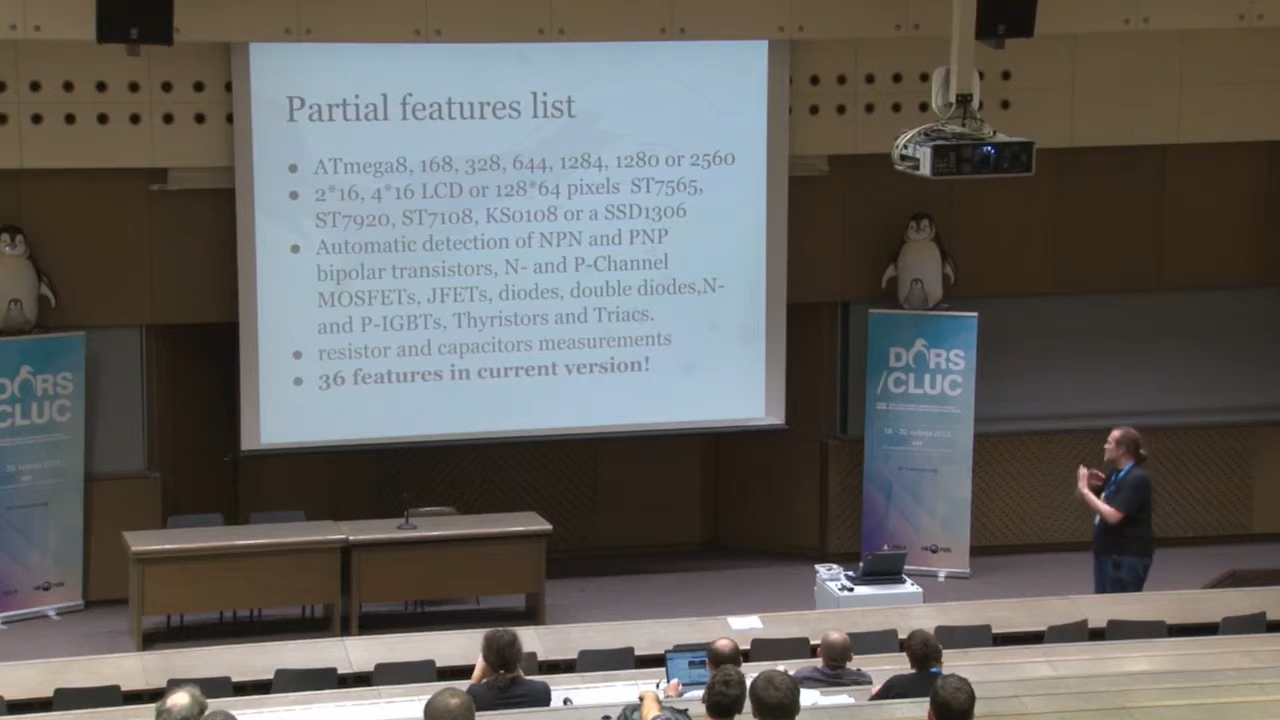 Partial features list
● ATmega8, 168, 328, 644, 1284, 1280 or 2560
● 2*16, 4*16 LCD or 128*64 pixels ST7565,
ST7920, ST7108, KS0108 or a SSD1306
● Automatic detection of NPN and PNP
bipolar transistors, N- and P-Channel
MOSFETs, JFETs, diodes, double diodes,N-
and P-IGBTs, Thyristors and Triacs.
● resistor and capacitors measurements
● 36 features in current version!
DORS
/CLUC
DORS
CLUC